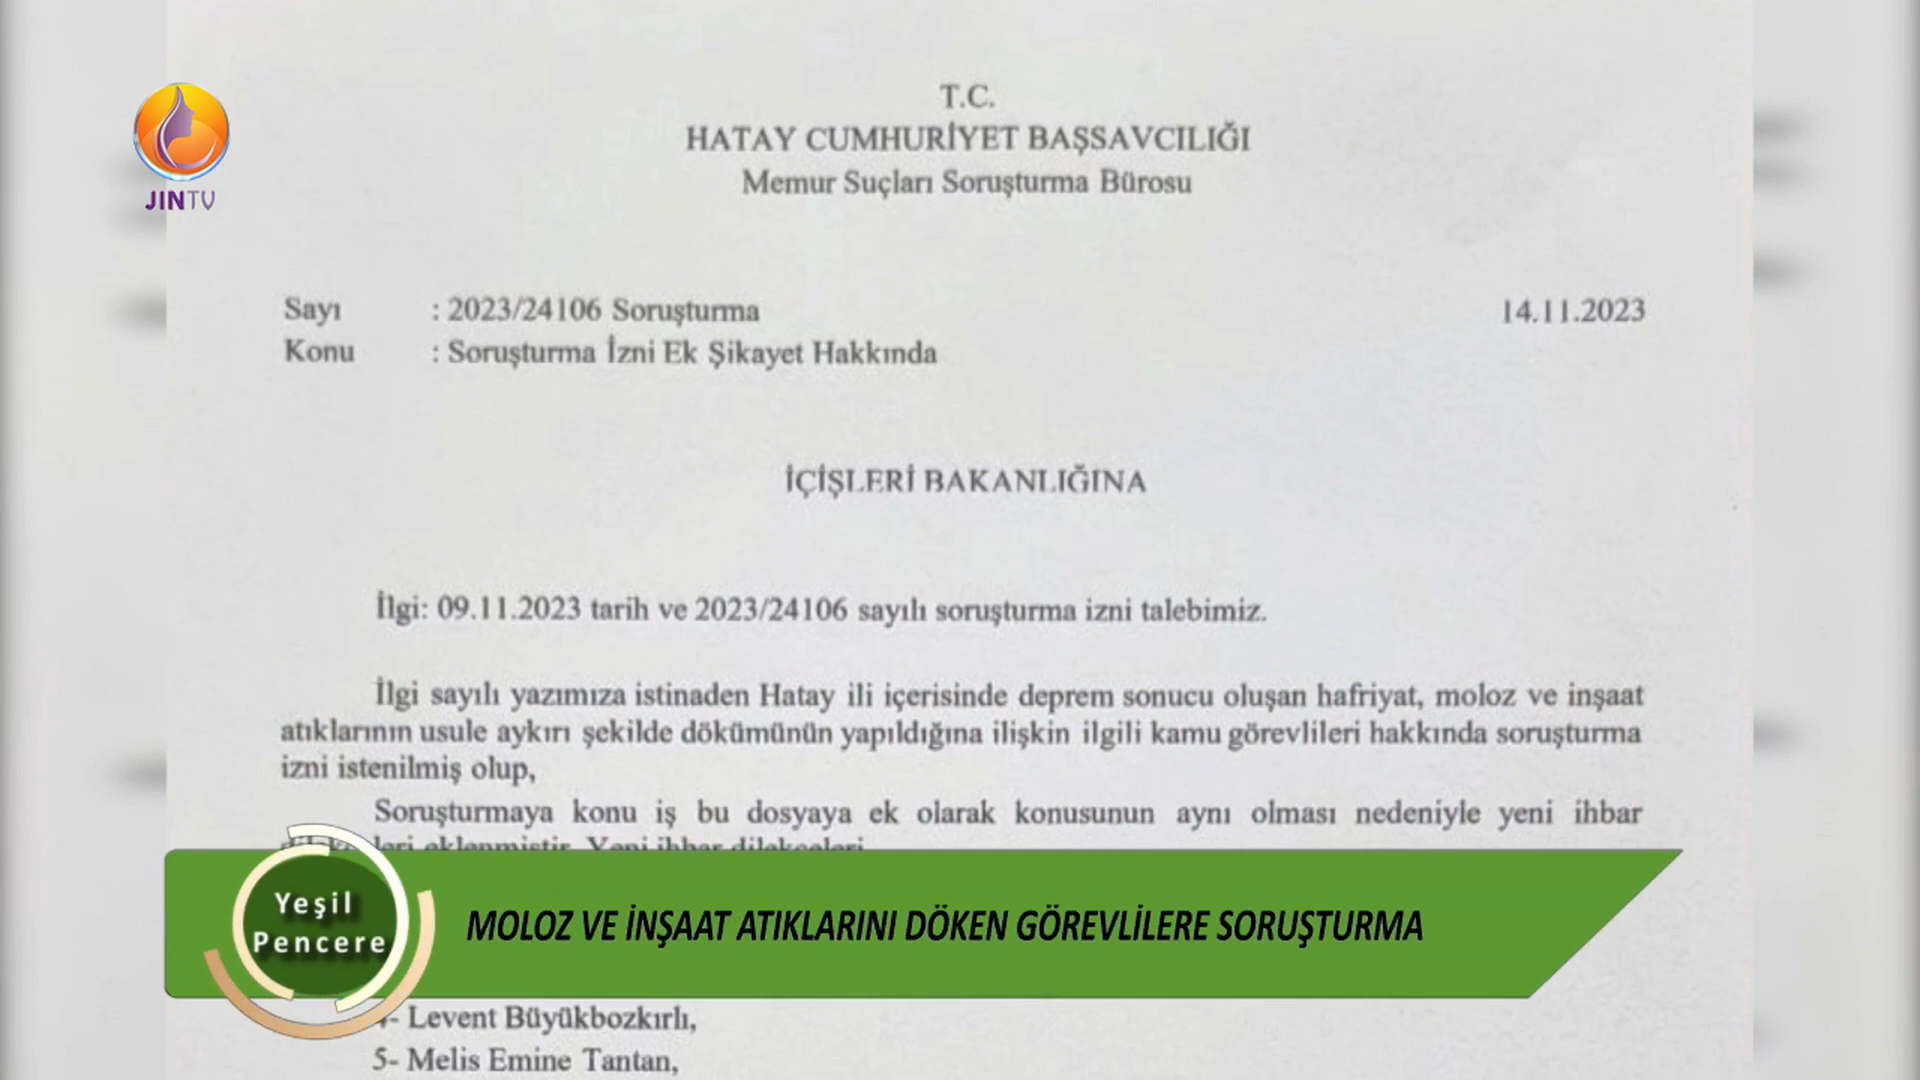 JINTV
T.C.
HATAY CUMHURİYET BAŞSAVCILIĞI
Memur Suçları Soruşturma Bürosu
Sayı : 2023/24106 Soruşturma 14.11.2023
Konu : Soruşturma İzni Ek Şikayet Hakkında
İÇİŞLERİ BAKANLIĞINA
İlgi: 09.11.2023 tarih ve 2023/24106 sayılı soruşturma izni talebimiz.
İlgi sayılı yazımıza istinaden Hatay ili içerisinde deprem sonucu oluşan hafriyat, moloz ve inşaat
atıklarının usule aykırı şekilde dökümünün yapıldığına ilişkin ilgili kamu görevlileri hakkında soruşturma
izni istenilmiş olup,
Soruşturmaya konu iş bu dosyaya ek olarak konusunun aynı olması nedeniyle yeni ihbar
eklenmiştir. Yeni ihbar dilekçeleri
Yeşil
Pencere
MOLOZ VE İNŞAAT ATIKLARINI DÖKEN GÖREVLİLERE SORUŞTURMA
Levent Büyükbozkırlı,
5- Melis Emine Tantan,